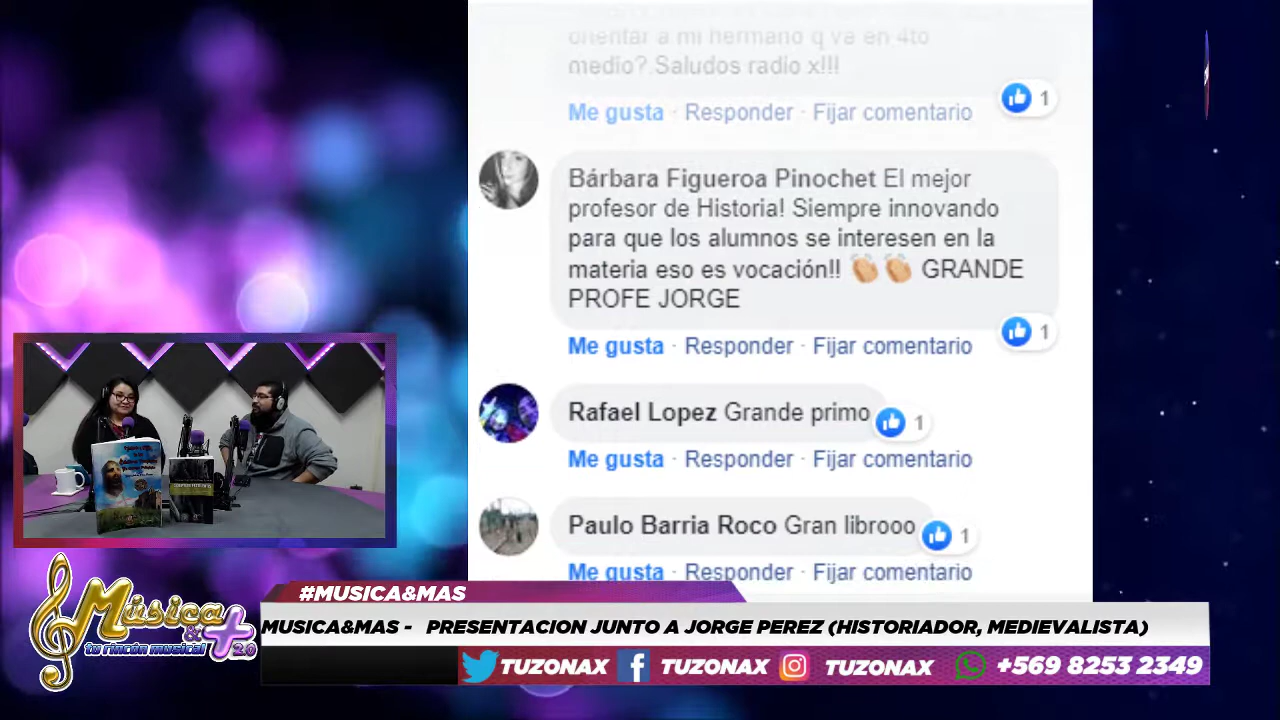 orientar a mi hermano q va en 4to
medio? Saludos radio x!!!
Me gusta · Responder · Fijar comentario
1
Bárbara Figueroa Pinochet El mejor
profesor de Historia! Siempre innovando
para que los alumnos se interesen en la
materia eso es vocación!! 👏👏 GRANDE
PROFE JORGE
Me gusta · Responder · Fijar comentario
1
Rafael Lopez Grande primo
1
Me gusta · Responder · Fijar comentario
Paulo Barria Roco Gran librooo
1
Me gusta · Responder · Fijar comentario
Música
& +
tu rincón musical 2.0
#MUSICA&MAS
MUSICA&MAS - PRESENTACION JUNTO A JORGE PEREZ (HISTORIADOR, MEDIEVALISTA)
TUZONAX TUZONAX TUZONAX +569 8253 2349